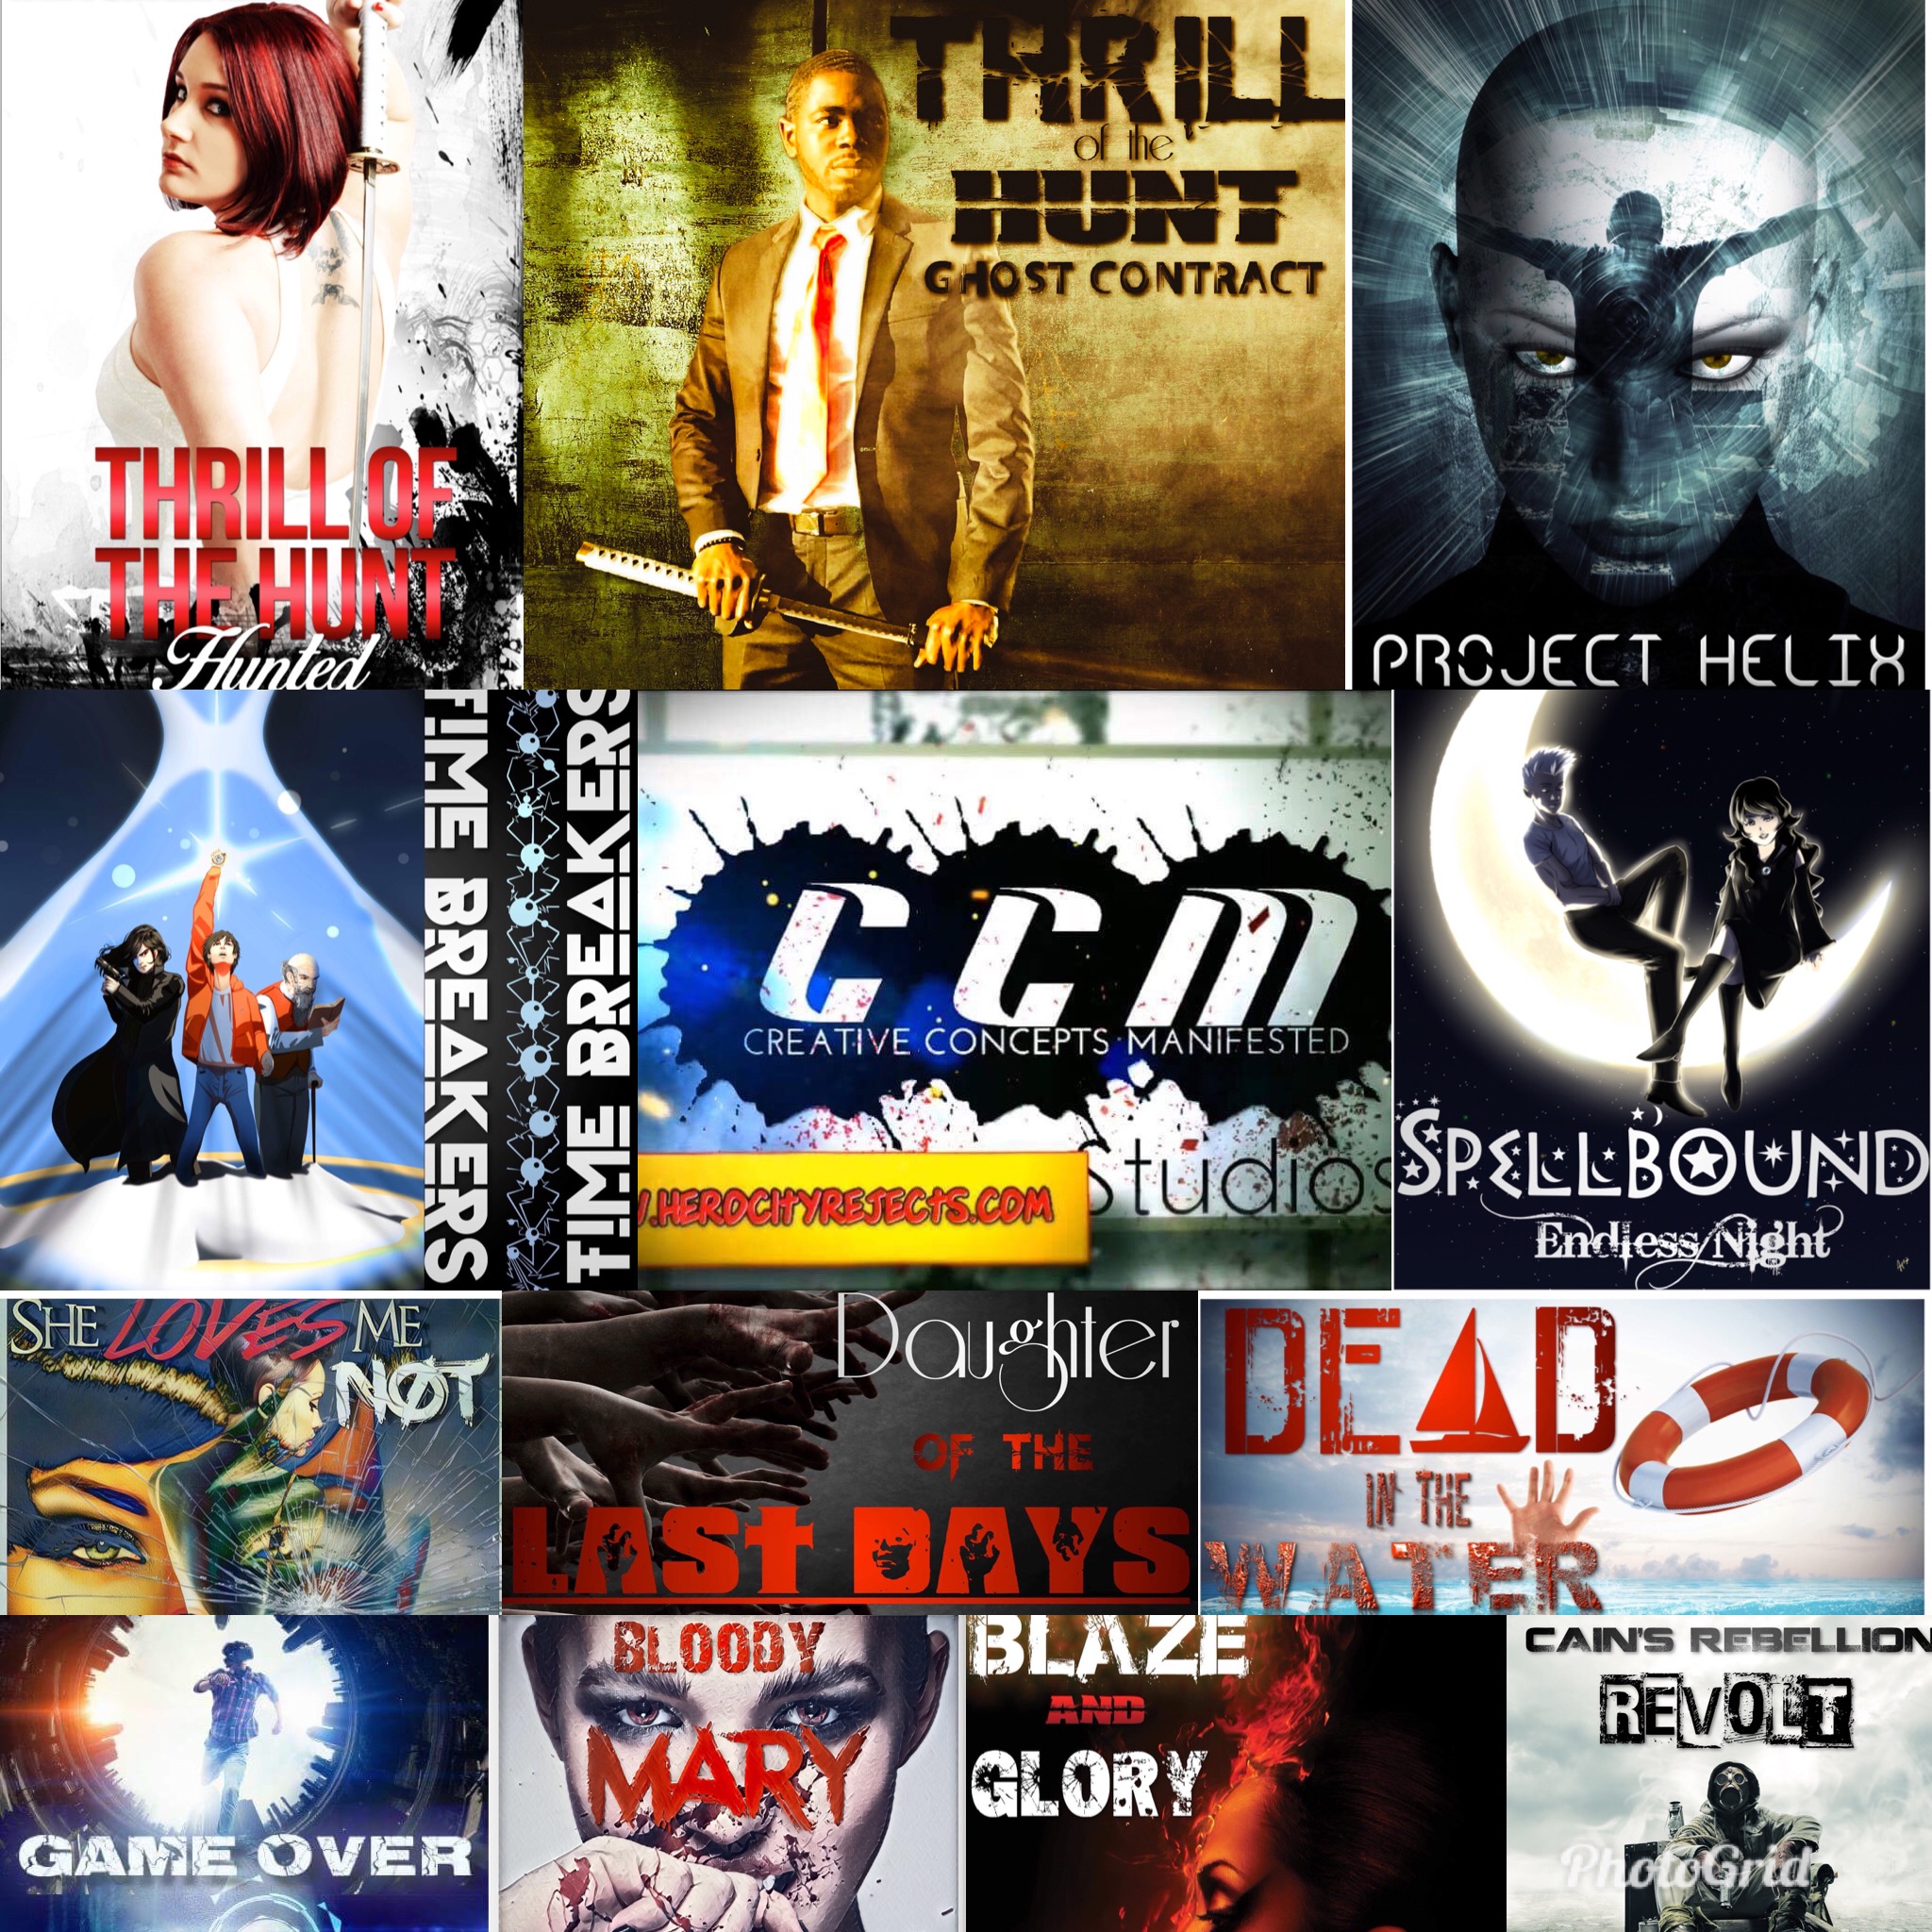 THRILL OF
THE HUNT
Hunted
THRILL
of the
HUNT
GHOST CONTRACT
PROJECT HELIX
TIME BREAKERS
TIME BREAKERS
CCM
CREATIVE CONCEPTS MANIFESTED
Studios
.HEROCITYREJECTS.COM
SPELLBOUND
Endless Night
SHE LOVES ME
NOT
Daughter
OF THE
LAST DAYS
DEAD
IN THE
WATER
GAME OVER
BLOODY
MARY
BLAZE
AND
GLORY
CAIN'S REBELLION
REVOLT
PhotoGrid